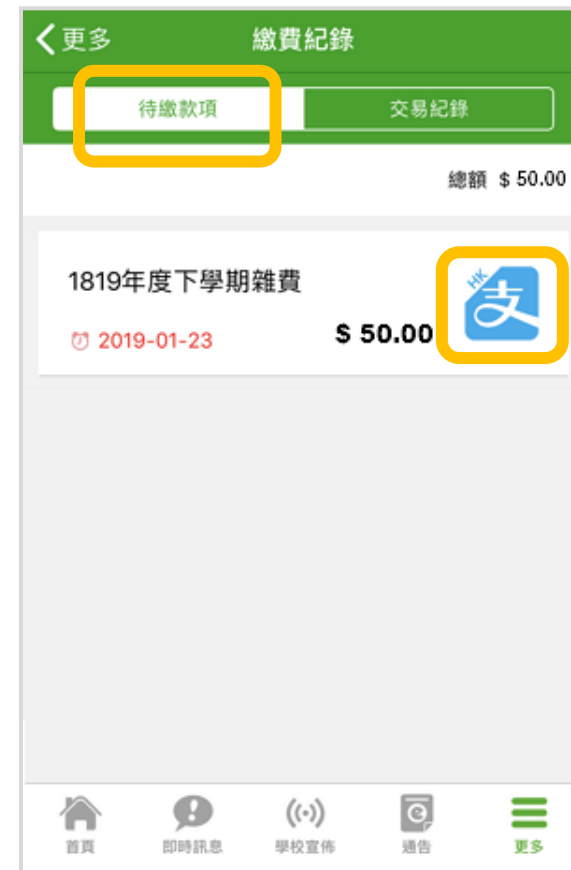 更多 繳費紀錄
待繳款項 交易紀錄
總額 $ 50.00
1819年度下學期雜費
HK
支
2019-01-23 $ 50.00
首頁 即時訊息 學校宣佈 通告 更多